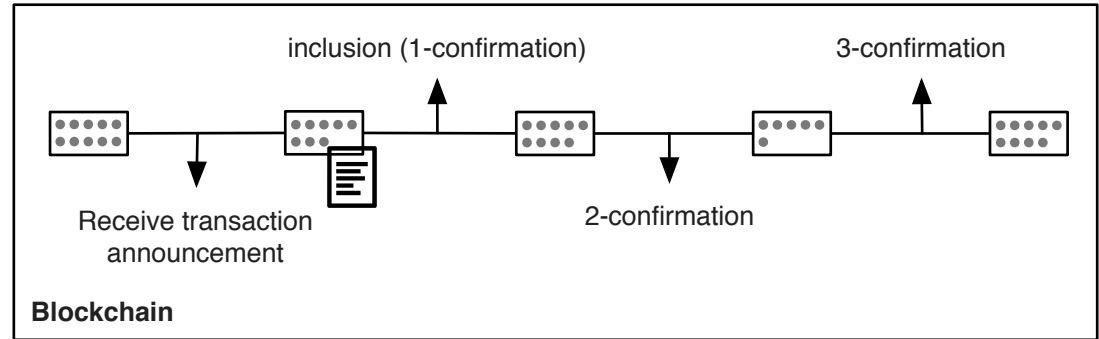 inclusion (1-confirmation)
3-confirmation
Receive transaction
announcement
2-confirmation
Blockchain